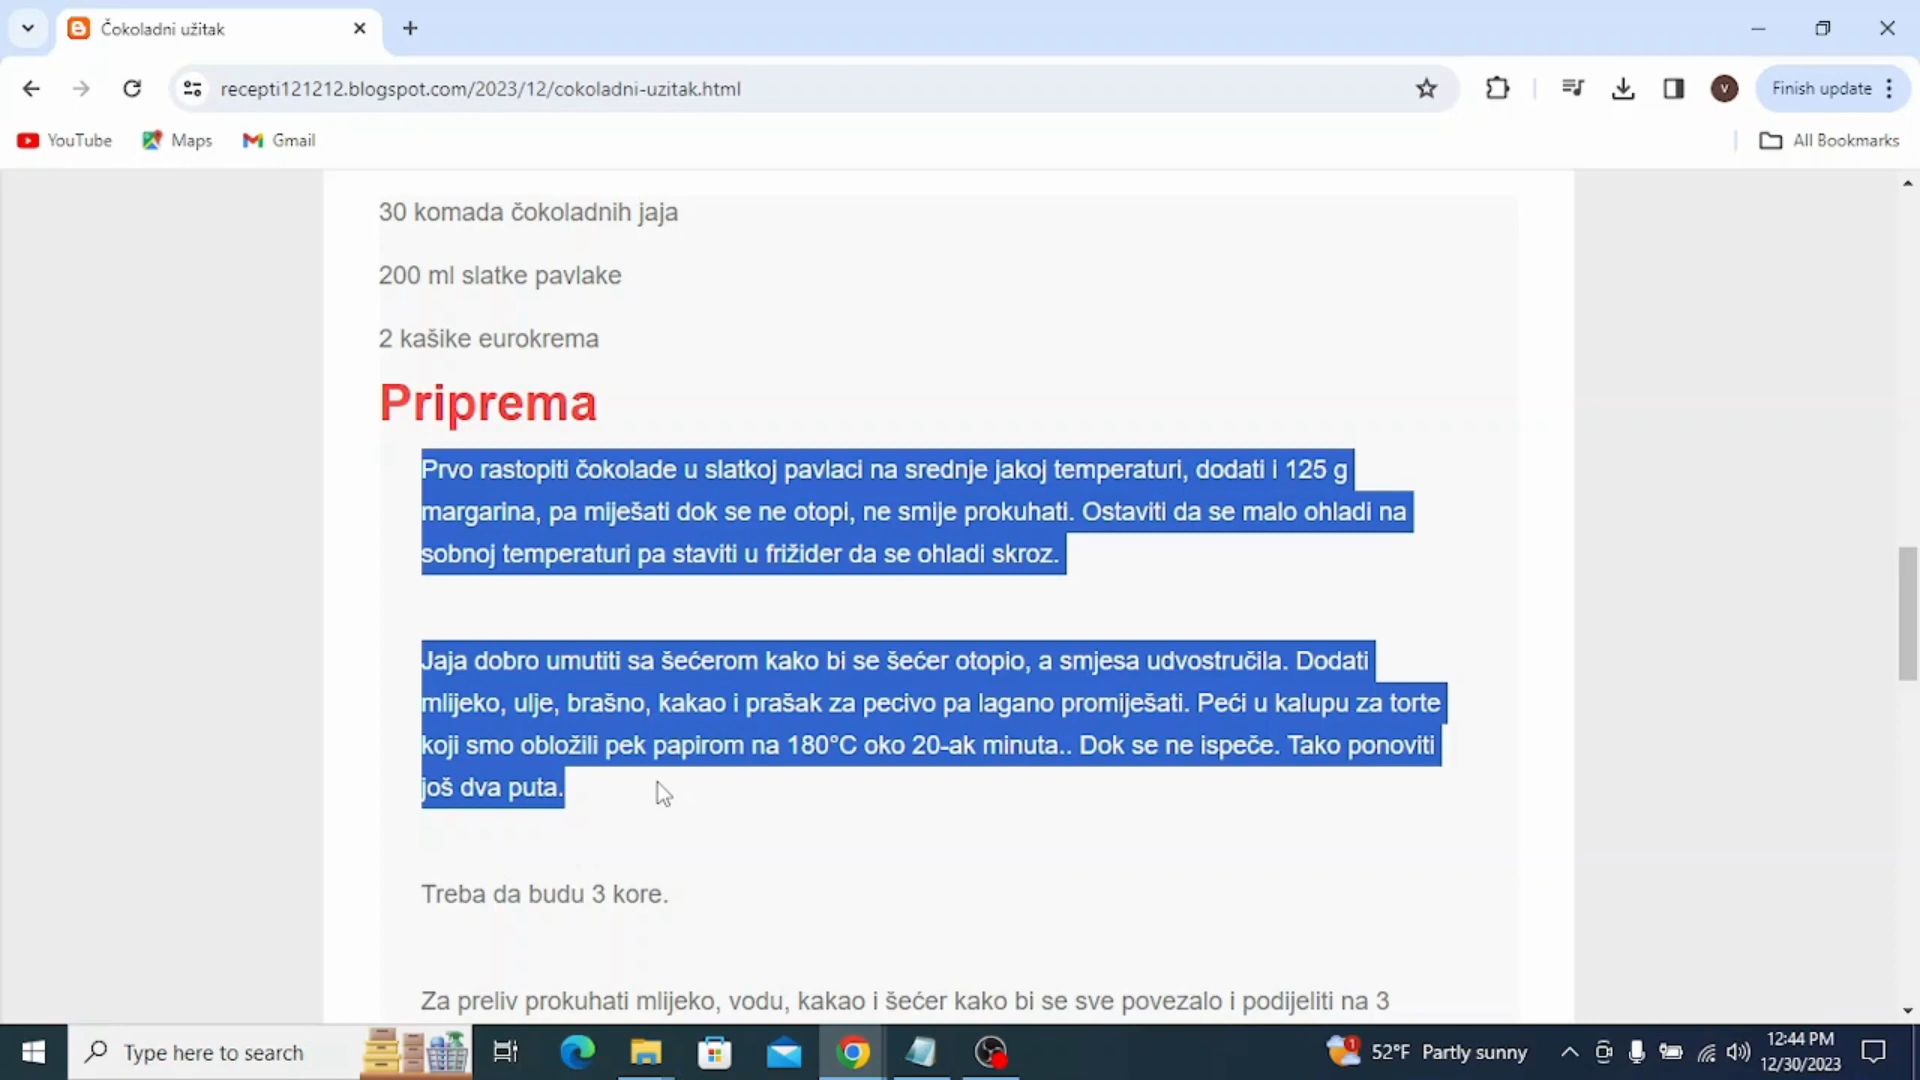 Čokoladni užitak
recepti121212.blogspot.com/2023/12/cokoladni-uzitak.html
V
Finish update
YouTube
Maps
Gmail
All Bookmarks
30 komada čokoladnih jaja
200 ml slatke pavlake
2 kašike eurokrema
Priprema
Prvo rastopiti čokolade u slatkoj pavlaci na srednje jakoj temperaturi, dodati i 125 g
margarina, pa miješati dok se ne otopi, ne smije prokuhati. Ostaviti da se malo ohladi na
sobnoj temperaturi pa staviti u frižider da se ohladi skroz.
Jaja dobro umutiti sa šećerom kako bi se šećer otopio, a smjesa udvostručila. Dodati
mlijeko, ulje, brašno, kakao i prašak za pecivo pa lagano promiješati. Peći u kalupu za torte
koji smo obložili pek papirom na 180°C oko 20-ak minuta.. Dok se ne ispeče. Tako ponoviti
još dva puta.
Treba da budu 3 kore.
Za preliv prokuhati mlijeko, vodu, kakao i šećer kako bi se sve povezalo i podijeliti na 3
Type here to search
1
52°F Partly sunny
12:44 PM
12/30/2023